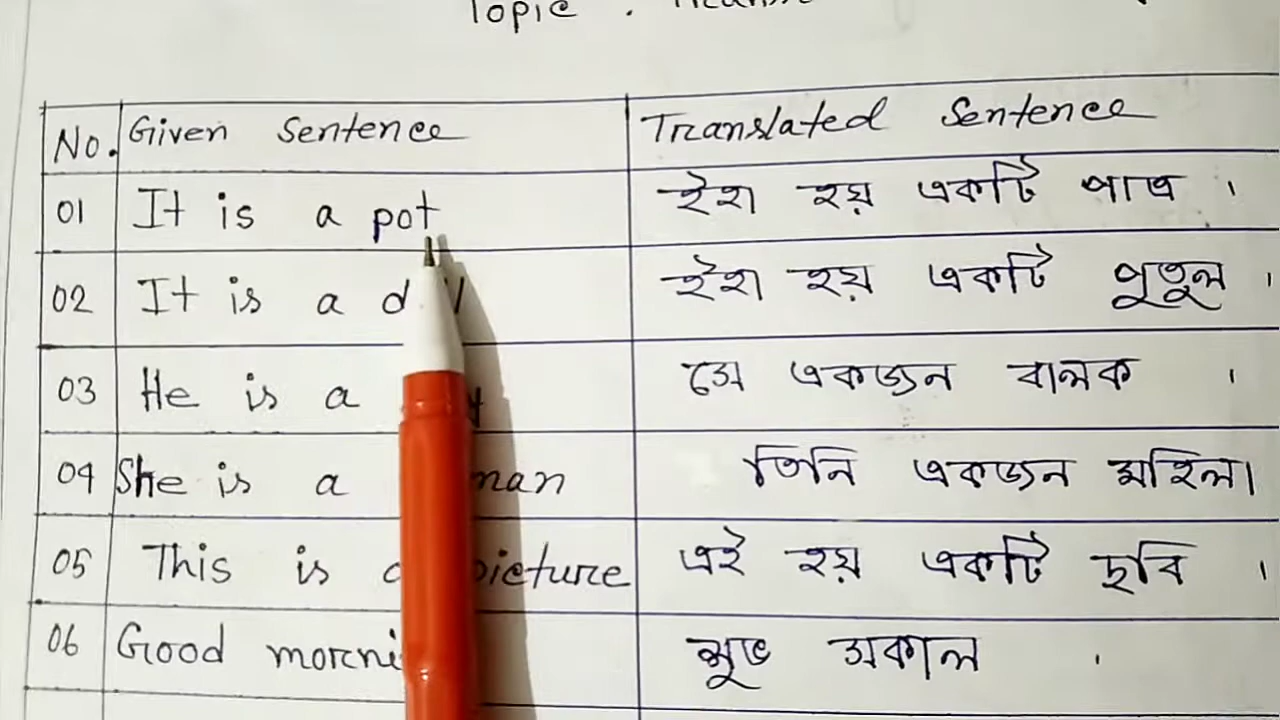 Topic :
No. Given Sentence Translated Sentence
01 It is a pot ইহা হয় একটি পাত্র ।
02 It is a ইহা হয় একটি পুতুল ।
03 He is a সে একজন বালক ।
04 She is a তিনি একজন মহিলা।
05 This is a picture এই হয় একটি ছবি ।
06 Good শুভ সকাল ।